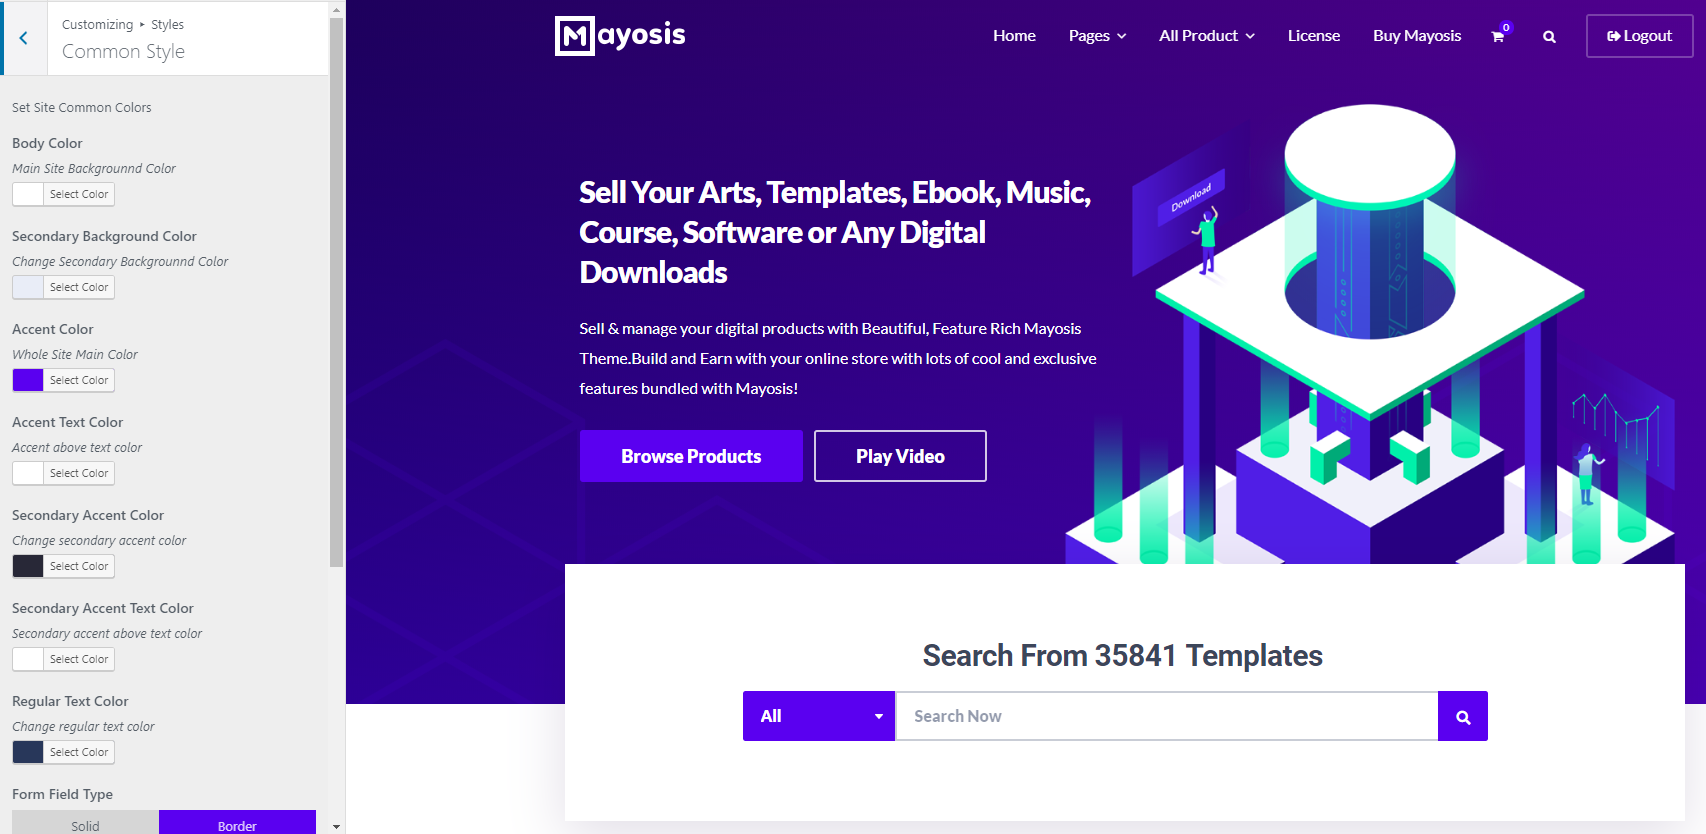 Customizing ▸ Styles
Common Style
Set Site Common Colors
Body Color
Main Site Backgrounnd Color
Select Color
Secondary Background Color
Change Secondary Backgrounnd Color
Select Color
Accent Color
Whole Site Main Color
Select Color
Accent Text Color
Accent above text color
Select Color
Secondary Accent Color
Change secondary accent color
Select Color
Secondary Accent Text Color
Secondary accent above text color
Select Color
Regular Text Color
Change regular text color
Select Color
Form Field Type
Solid Border
Mayosis
Home Pages All Product License Buy Mayosis 0 Logout
Sell Your Arts, Templates, Ebook, Music,
Course, Software or Any Digital
Downloads
Sell & manage your digital products with Beautiful, Feature Rich Mayosis
Theme.Build and Earn with your online store with lots of cool and exclusive
features bundled with Mayosis!
Browse Products Play Video
Download
Search From 35841 Templates
All Search Now